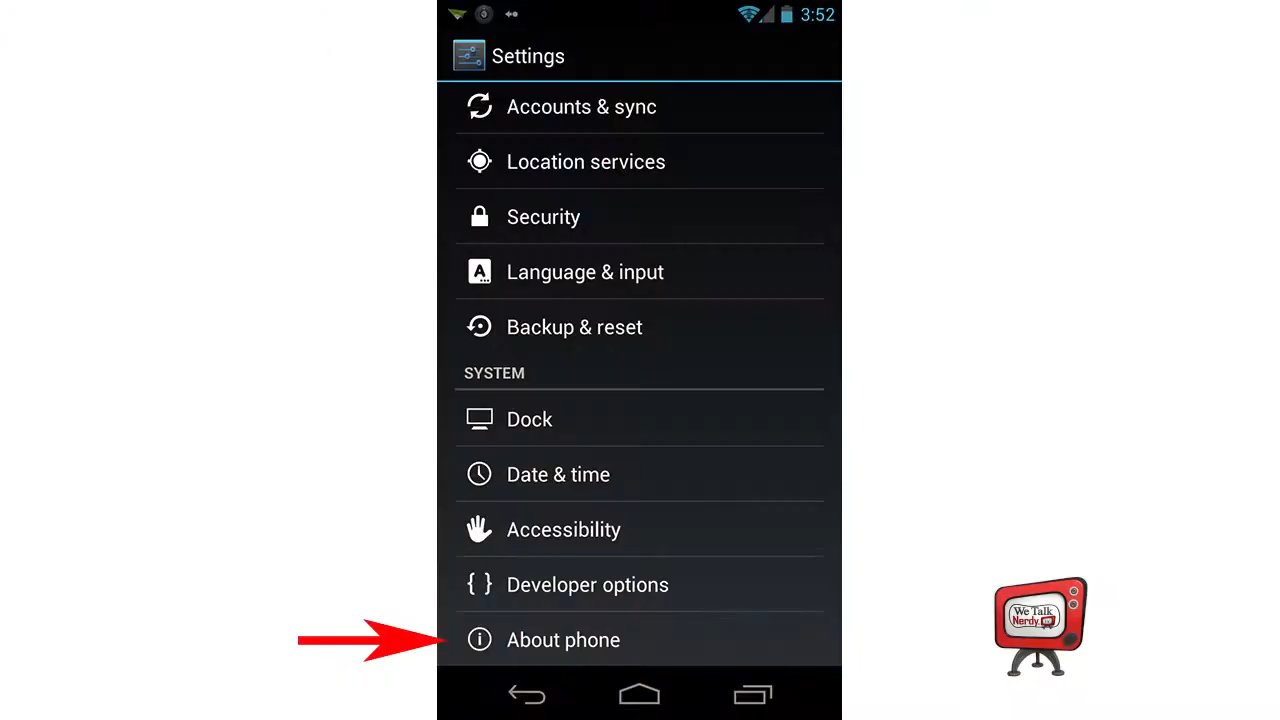 3:52
Settings
Accounts & sync
Location services
Security
Language & input
Backup & reset
SYSTEM
Dock
Date & time
Accessibility
{ } Developer options
About phone
We Talk
Nerdy.tv